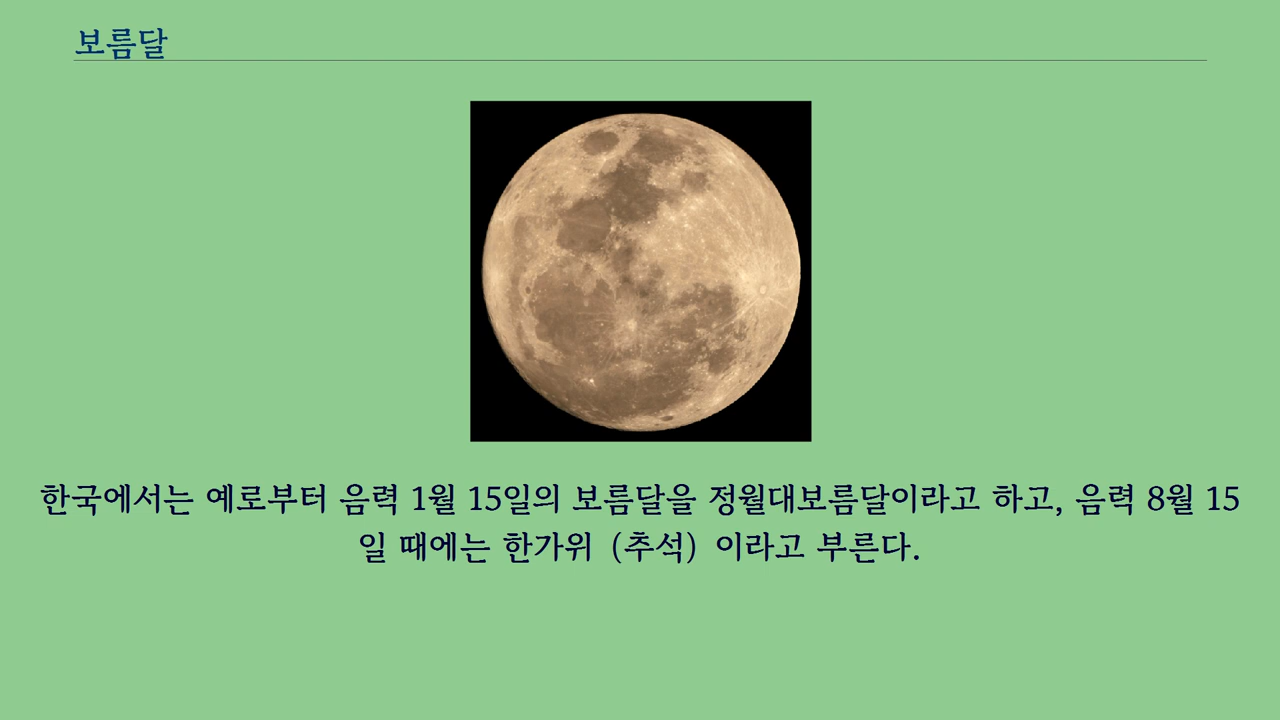 보름달
한국에서는 예로부터 음력 1월 15일의 보름달을 정월대보름달이라고 하고, 음력 8월 15
일 때에는 한가위 (추석) 이라고 부른다.